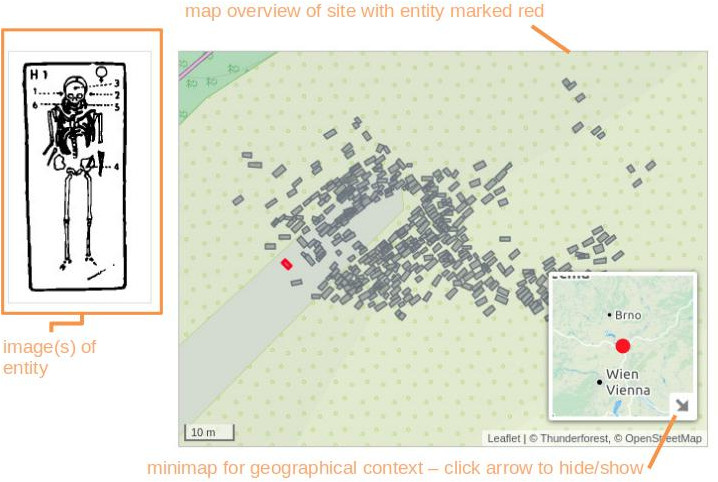 map overview of site with entity marked red
H 1
1
3
2
6
5
4
image(s) of
entity
Brno
Wien
Vienna
10 m
Leaflet | © Thunderforest, © OpenStreetMap
minimap for geographical context – click arrow to hide/show